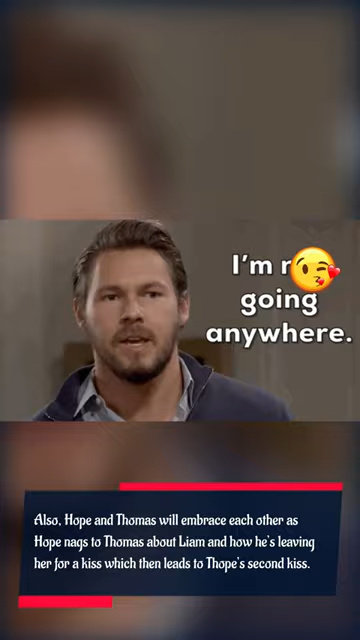 I'm
going
anywhere.
Also, Hope and Thomas will embrace each other as
Hope nags to Thomas about Liam and how he's leaving
her for a kiss which then leads to Thope's second kiss.